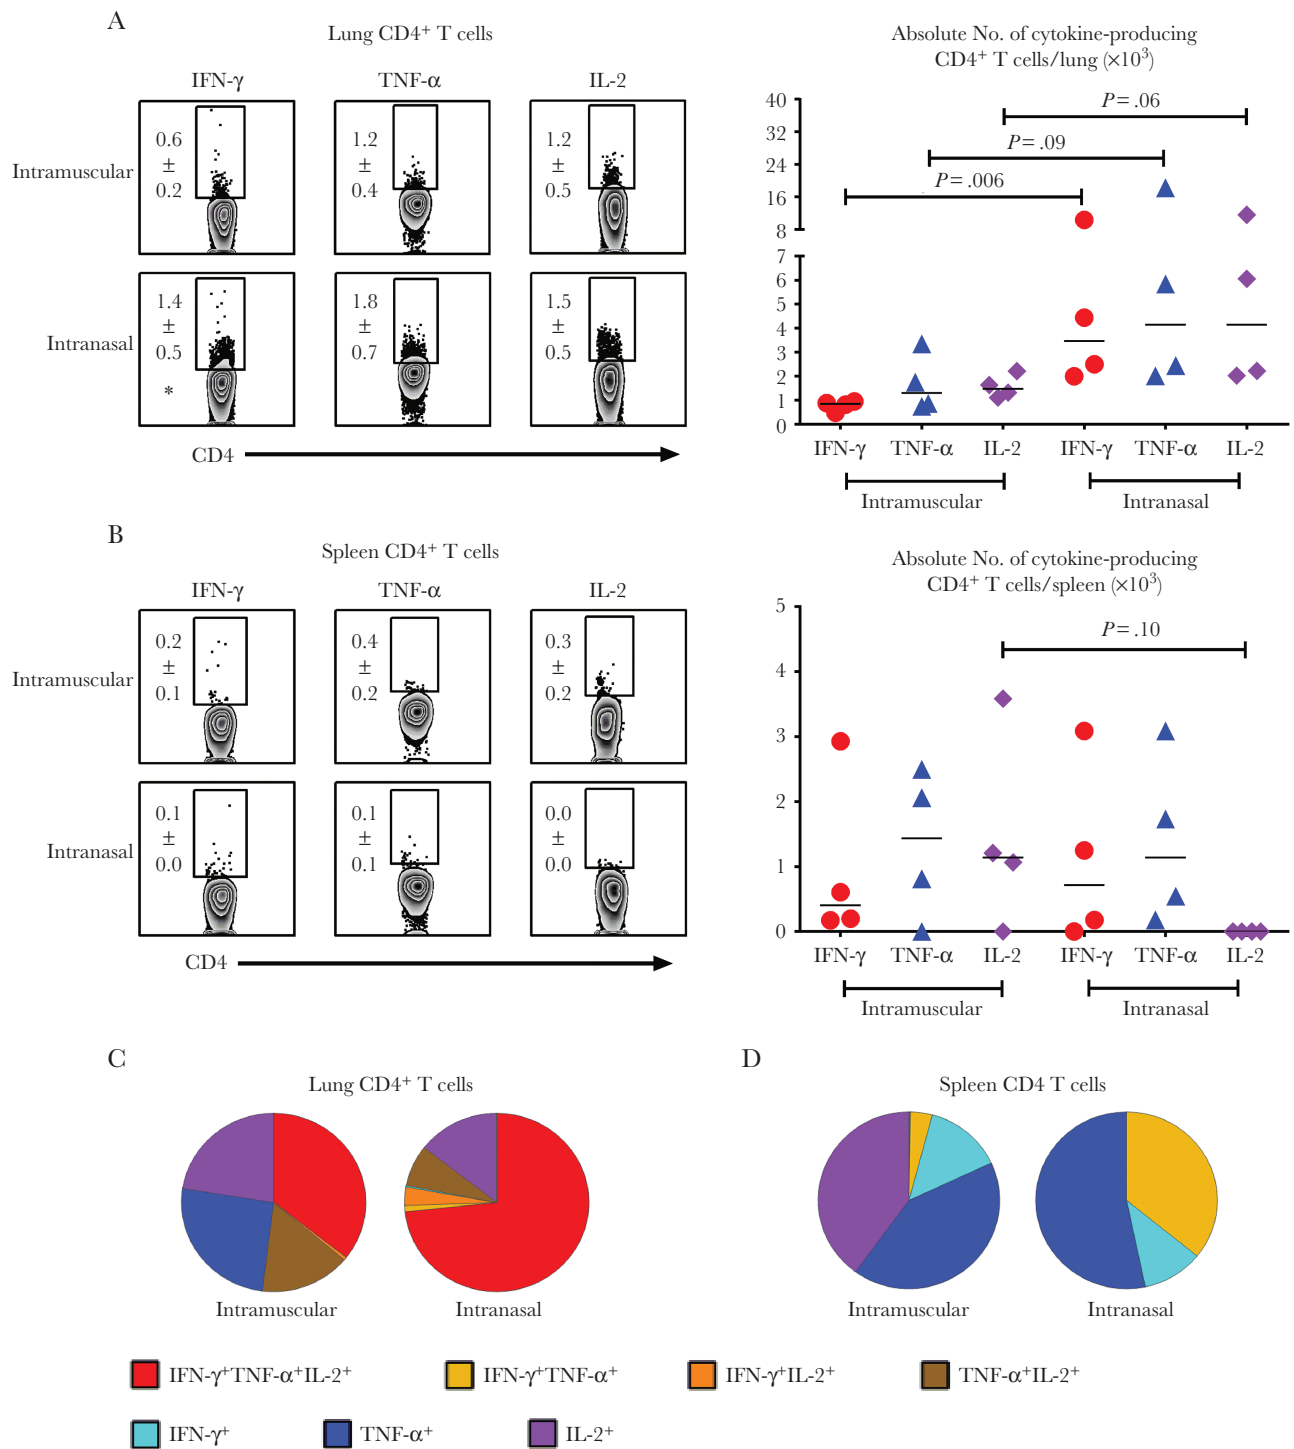 A
Lung CD4+ T cells
IFN-γ TNF-α IL-2
Intramuscular
0.6 ± 0.2
1.2 ± 0.4
1.2 ± 0.5
Intranasal
1.4 ± 0.5 *
1.8 ± 0.7
1.5 ± 0.5
CD4
Absolute No. of cytokine-producing
CD4+ T cells/lung (×10³)
40
32
24
16
8
7
6
5
4
3
2
1
0
P = .06
P = .09
P = .006
IFN-γ TNF-α IL-2 IFN-γ TNF-α IL-2
Intramuscular Intranasal
B
Spleen CD4+ T cells
IFN-γ TNF-α IL-2
Intramuscular
0.2 ± 0.1
0.4 ± 0.2
0.3 ± 0.2
Intranasal
0.1 ± 0.0
0.1 ± 0.1
0.0 ± 0.0
CD4
Absolute No. of cytokine-producing
CD4+ T cells/spleen (×10³)
5
4
3
2
1
0
P = .10
IFN-γ TNF-α IL-2 IFN-γ TNF-α IL-2
Intramuscular Intranasal
C
Lung CD4+ T cells
Intramuscular Intranasal
D
Spleen CD4 T cells
Intramuscular Intranasal
IFN-γ+TNF-α+IL-2+ IFN-γ+TNF-α+ IFN-γ+IL-2+ TNF-α+IL-2+
IFN-γ+ TNF-α+ IL-2+